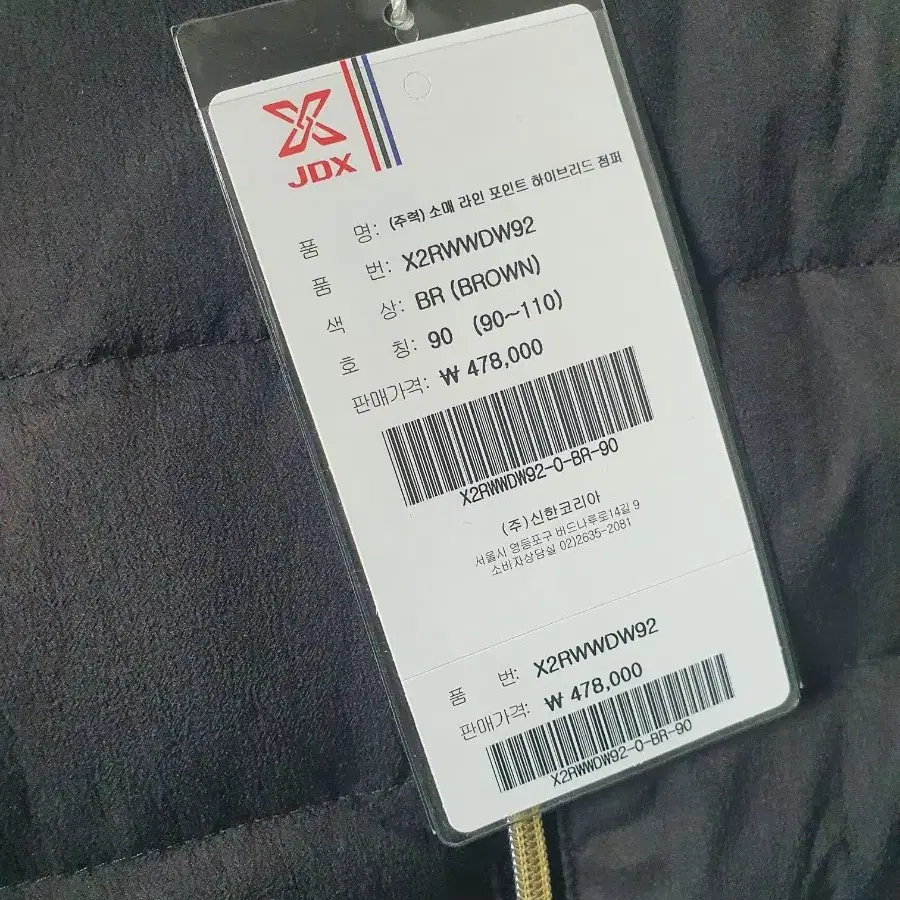 JDX
품 명: (주력) 소매 라인 포인트 하이브리드 점퍼
품 번: X2RWWDW92
색 상: BR (BROWN)
호 칭: 90 (90~110)
판매가격: ₩ 478,000
X2RWWDW92-0-BR-90
(주)신한코리아
서울시 영등포구 버드나루로14길 9
소비자상담실 02)2635-2081
품 번: X2RWWDW92
판매가격: ₩ 478,000
X2RWWDW92-0-BR-90